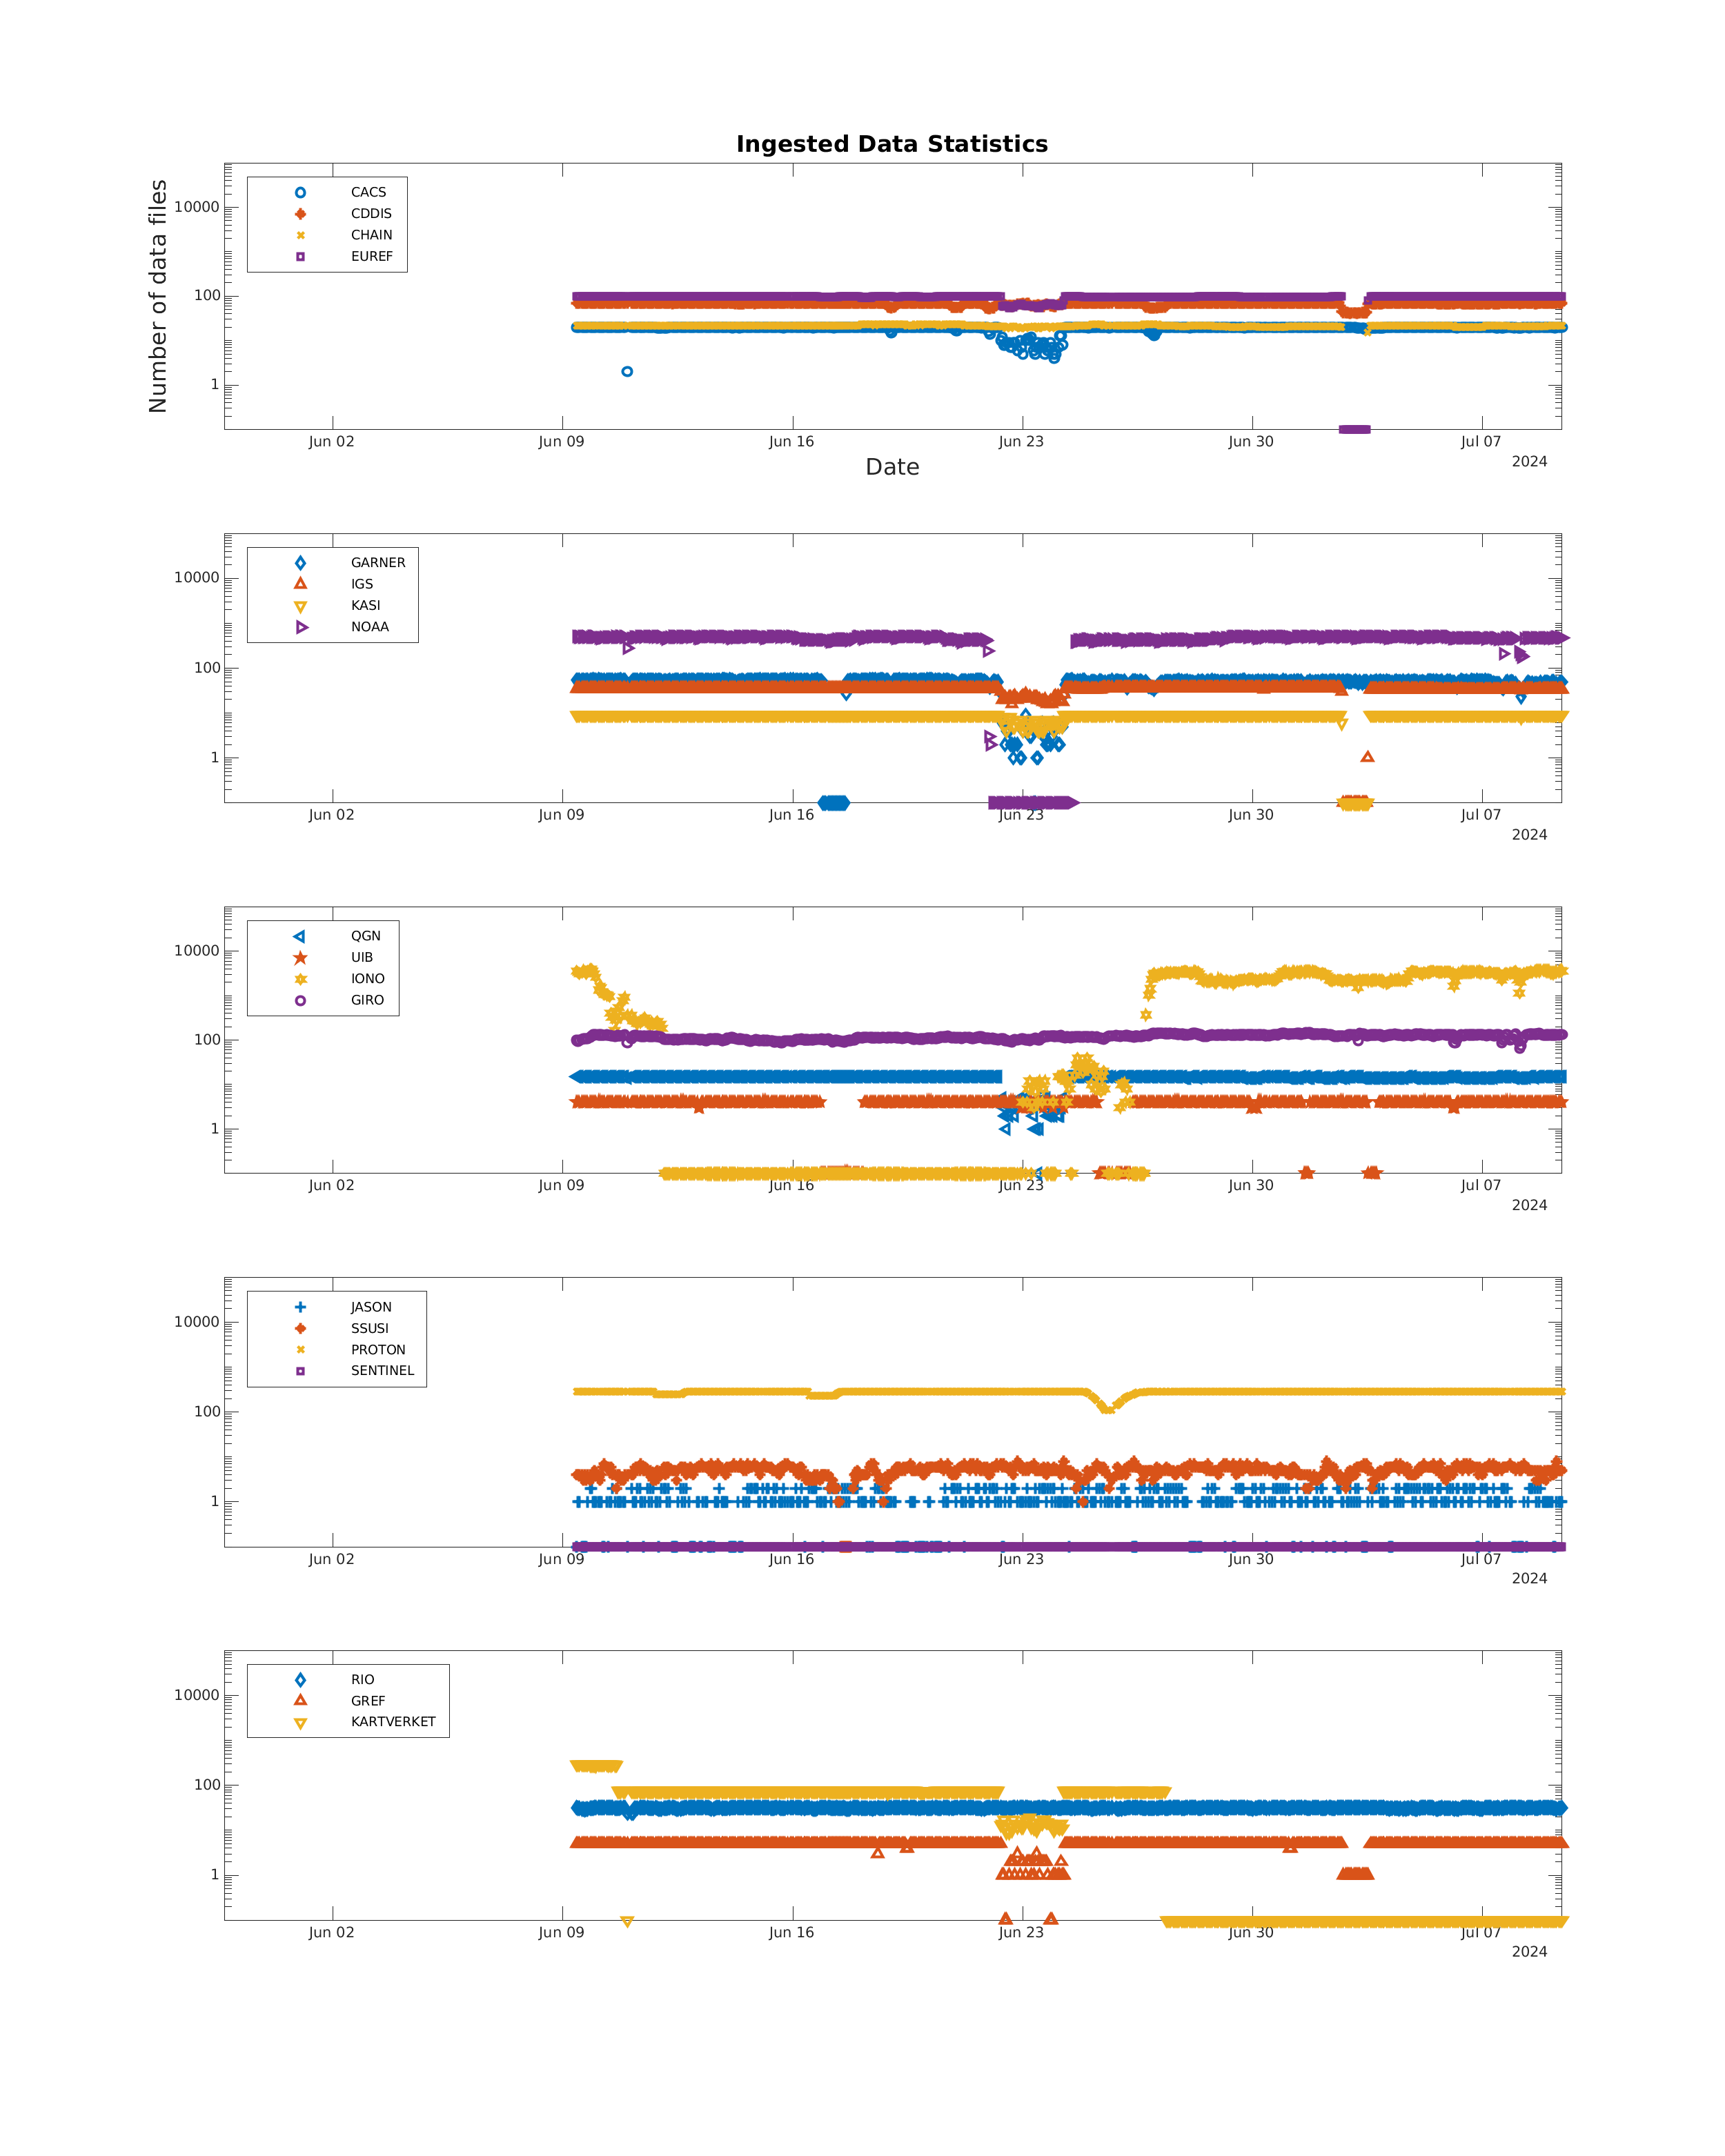 Ingested Data Statistics
Number of data files
10000
100
1
CACS
CDDIS
CHAIN
EUREF
Jun 02 Jun 09 Jun 16 Jun 23 Jun 30 Jul 07
2024
Date
10000
100
1
GARNER
IGS
KASI
NOAA
Jun 02 Jun 09 Jun 16 Jun 23 Jun 30 Jul 07
2024
10000
100
1
QGN
UIB
IONO
GIRO
Jun 02 Jun 09 Jun 16 Jun 23 Jun 30 Jul 07
2024
10000
100
1
JASON
SSUSI
PROTON
SENTINEL
Jun 02 Jun 09 Jun 16 Jun 23 Jun 30 Jul 07
2024
10000
100
1
RIO
GREF
KARTVERKET
Jun 02 Jun 09 Jun 16 Jun 23 Jun 30 Jul 07
2024